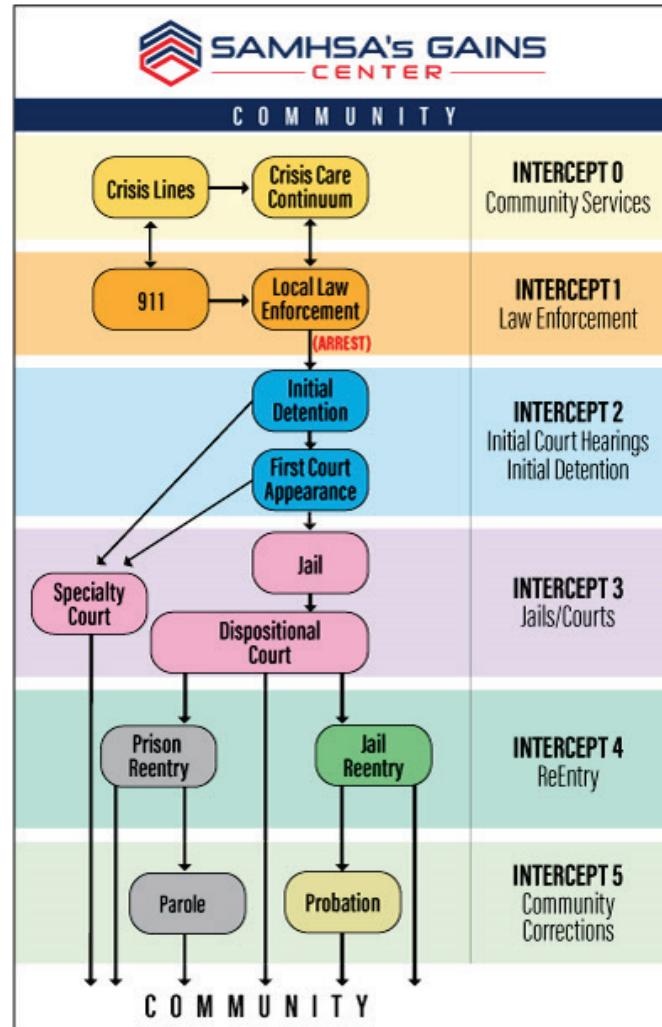 SAMHSA's GAINS
CENTER
COMMUNITY
Crisis Lines
Crisis Care
Continuum
INTERCEPT 0
Community Services
911
Local Law
Enforcement
INTERCEPT 1
Law Enforcement
(ARREST)
Initial
Detention
First Court
Appearance
INTERCEPT 2
Initial Court Hearings
Initial Detention
Jail
Specialty
Court
Dispositional
Court
INTERCEPT 3
Jails/Courts
Prison
Reentry
Jail
Reentry
INTERCEPT 4
ReEntry
Parole
Probation
INTERCEPT 5
Community
Corrections
COMMUNITY